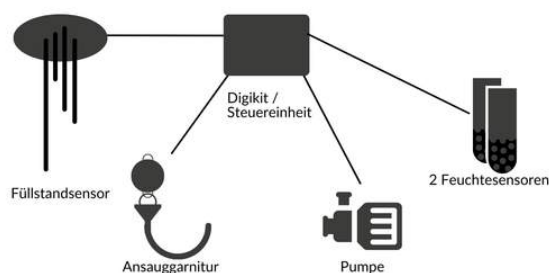 Digikit /
Steuereinheit
Füllstandsensor
2 Feuchtesensoren
Ansauggarnitur
Pumpe